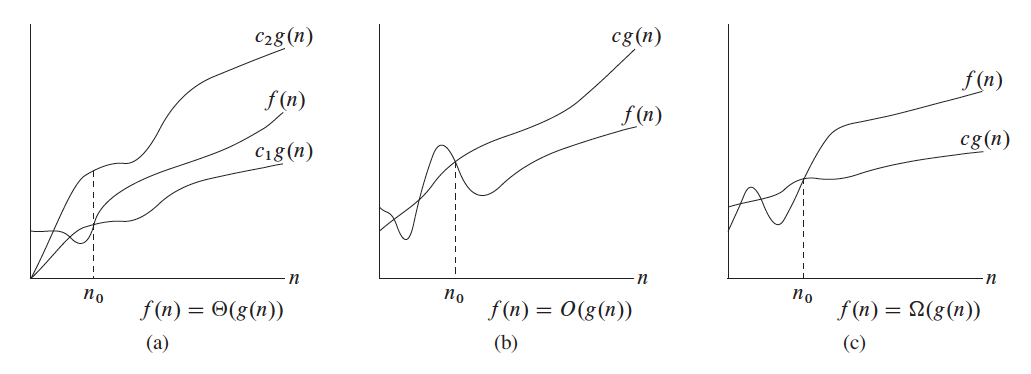 c₂g(n)
f(n)
c₁g(n)
n
n₀
f(n) = Θ(g(n))
(a)
cg(n)
f(n)
n
n₀
f(n) = O(g(n))
(b)
f(n)
cg(n)
n
n₀
f(n) = Ω(g(n))
(c)